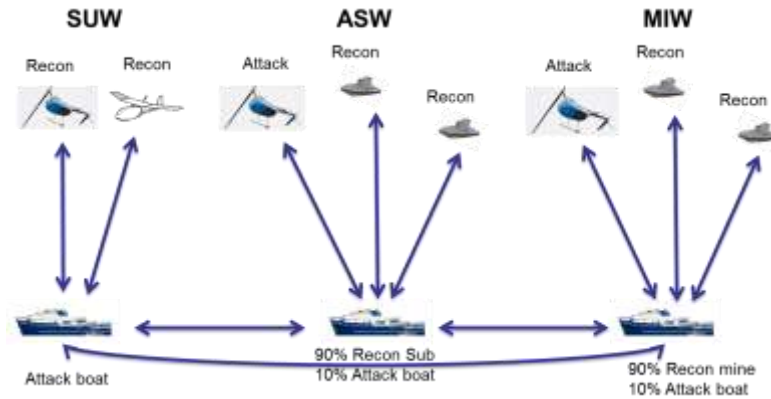 SUW
ASW
MIW
Recon
Recon
Attack
Recon
Recon
Attack
Recon
Recon
Attack boat
90% Recon Sub
10% Attack boat
90% Recon mine
10% Attack boat